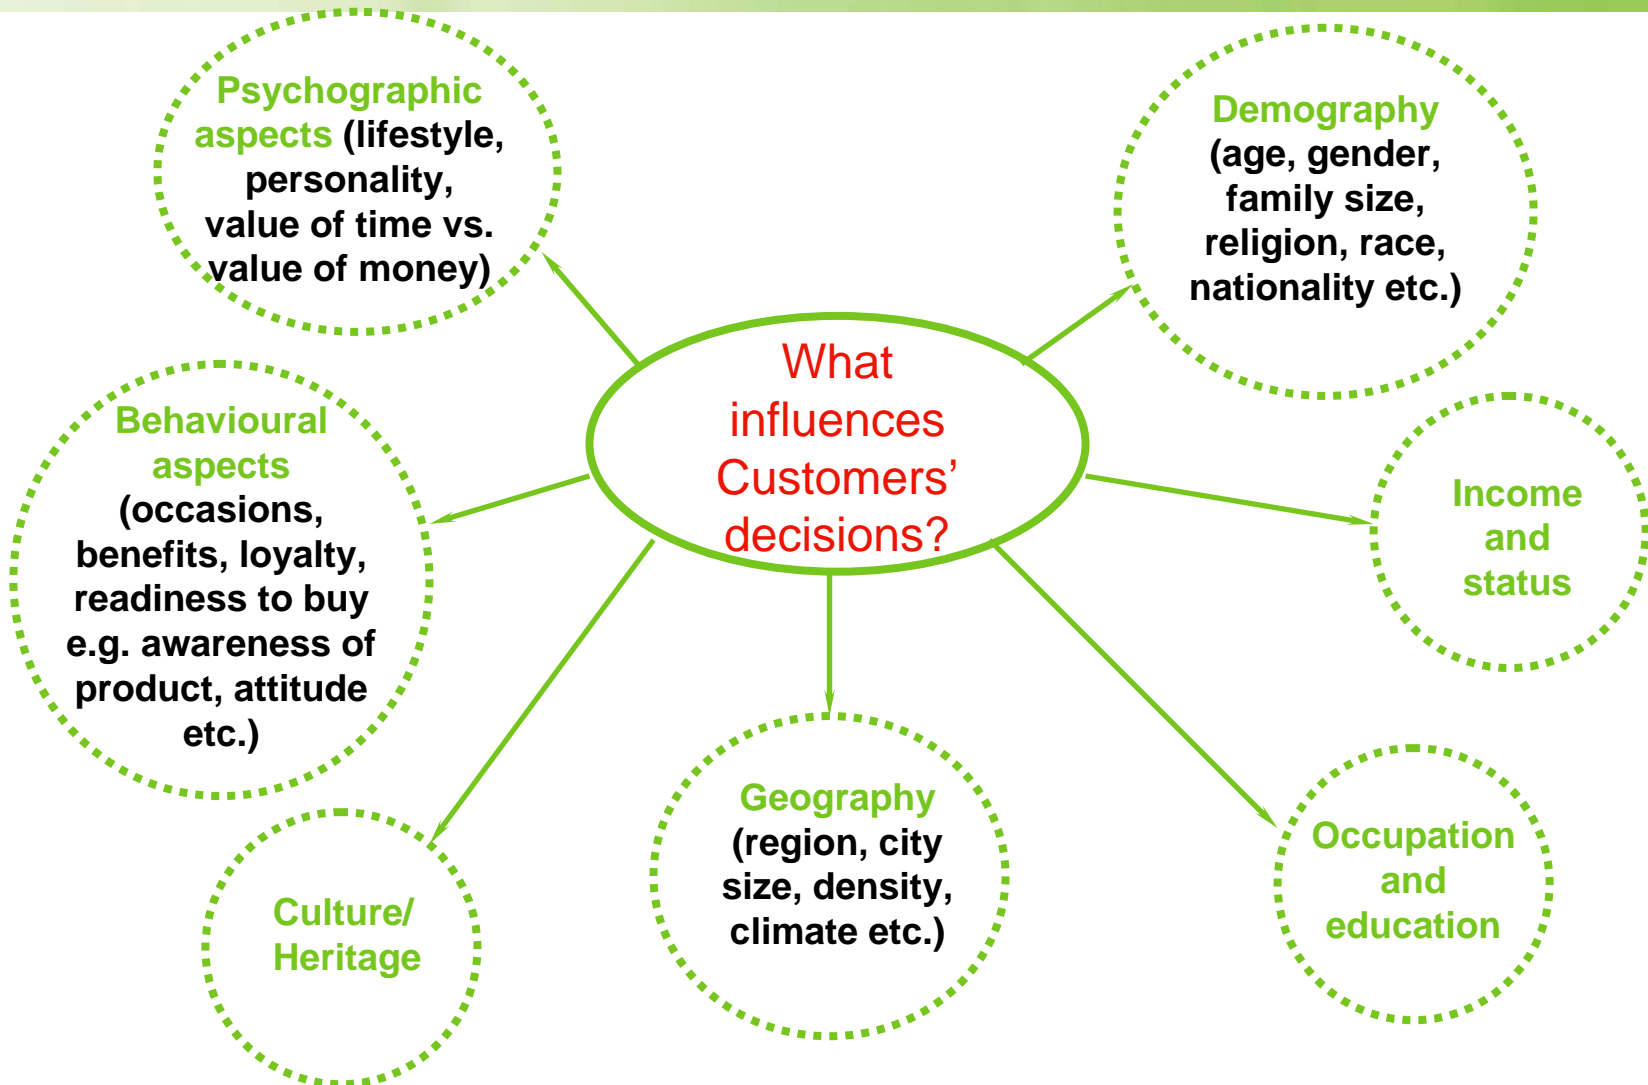 Psychographic
aspects (lifestyle,
personality,
value of time vs.
value of money)
Demography
(age, gender,
family size,
religion, race,
nationality etc.)
What
influences
Customers’
decisions?
Behavioural
aspects
(occasions,
benefits, loyalty,
readiness to buy
e.g. awareness of
product, attitude
etc.)
Income
and
status
Culture/
Heritage
Geography
(region, city
size, density,
climate etc.)
Occupation
and
education